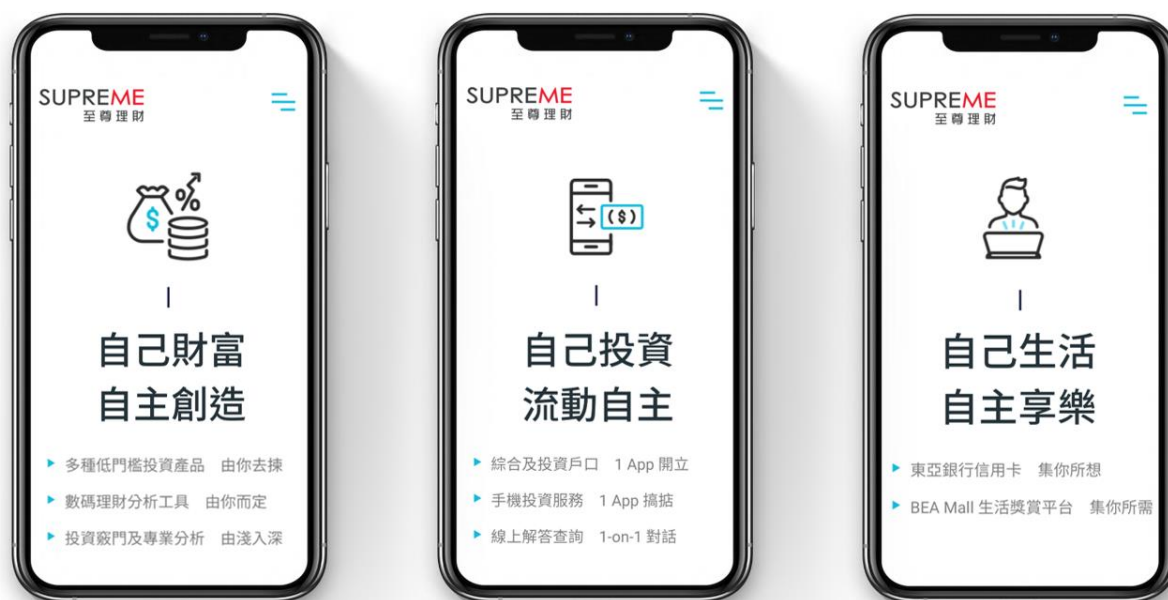 SUPREME
至尊理財
%
$
自己財富
自主創造
多種低門檻投資產品 由你去揀
數碼理財分析工具 由你而定
投資竅門及專業分析 由淺入深
SUPREME
至尊理財
($)
自己投資
流動自主
綜合及投資戶口 1 App 開立
手機投資服務 1 App 搞掂
線上解答查詢 1-on-1 對話
SUPREME
至尊理財
自己生活
自主享樂
東亞銀行信用卡 集你所想
BEA Mall 生活獎賞平台 集你所需